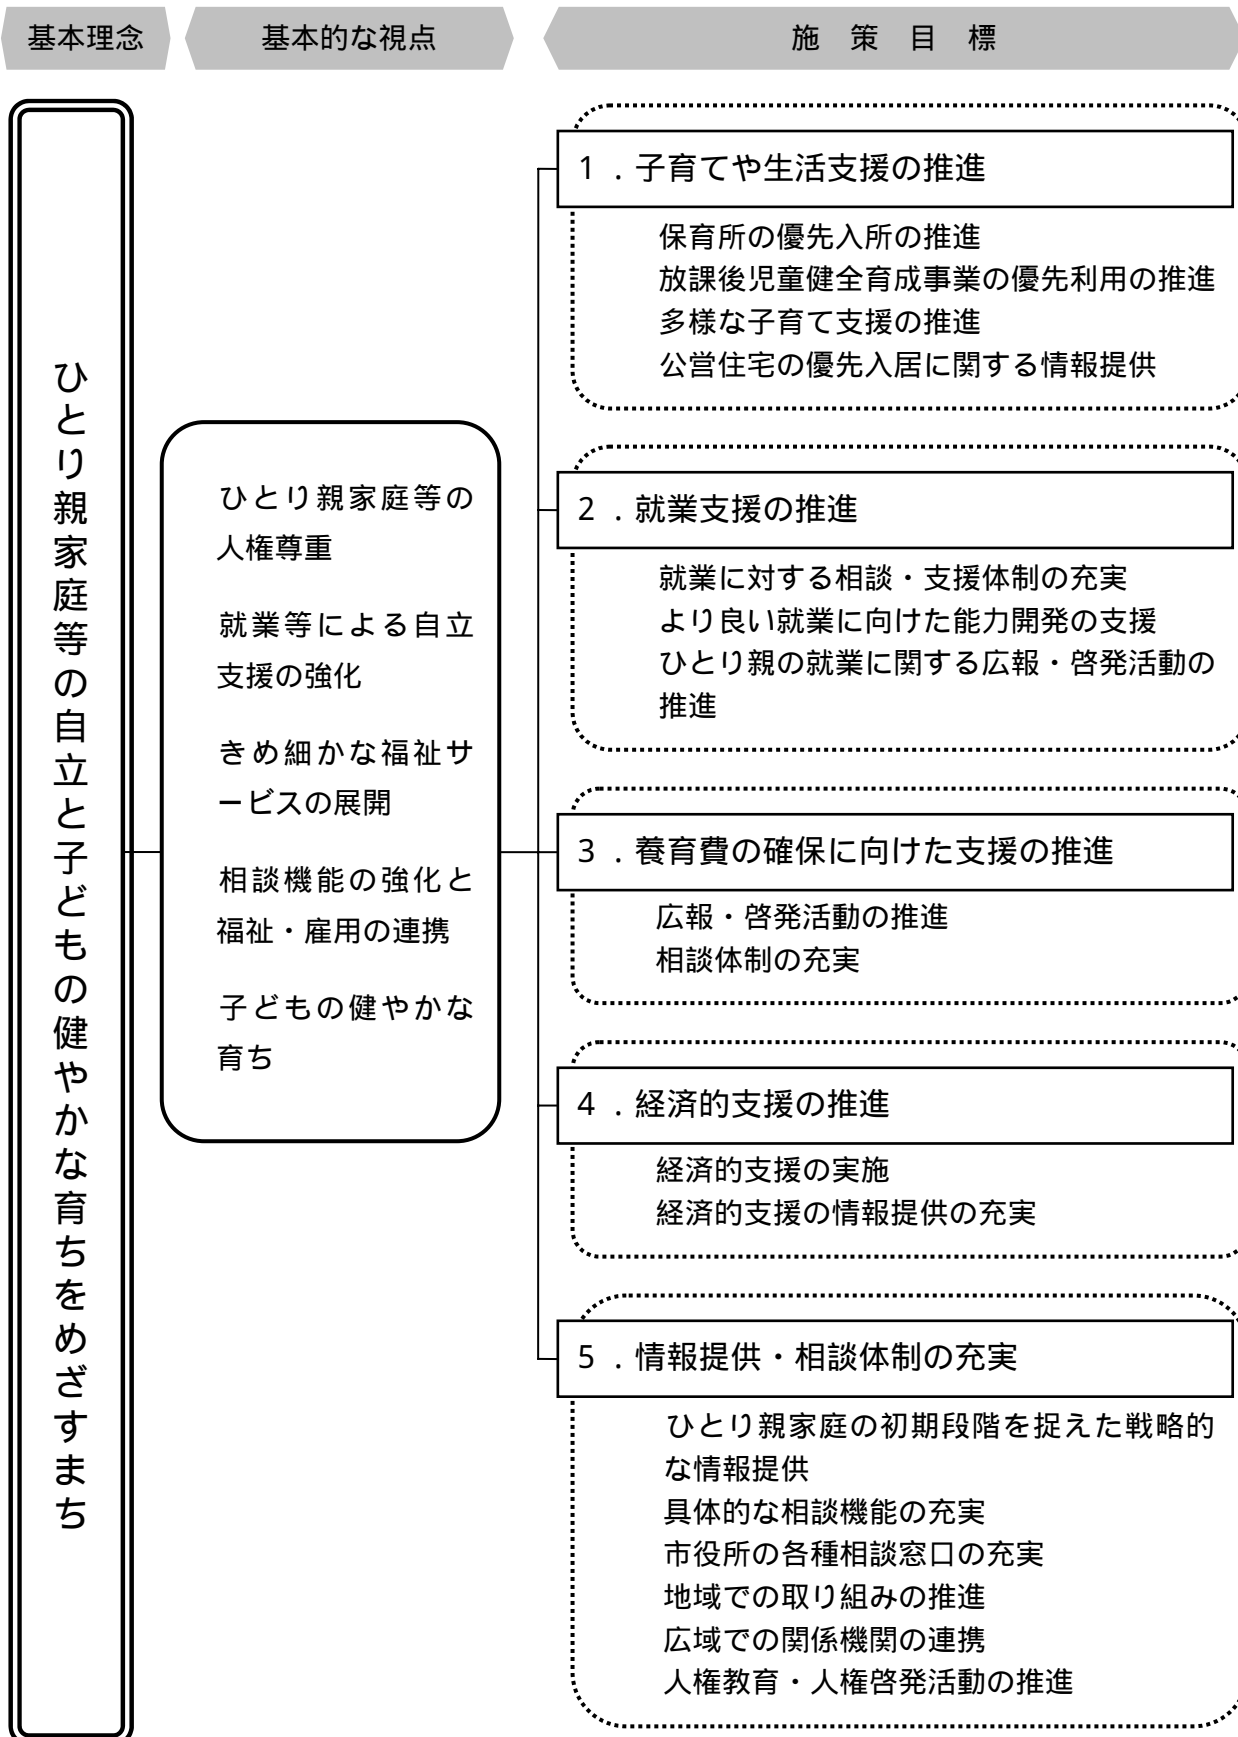 基本理念
基本的な視点
施策目標
ひとり親家庭等の自立と子どもの健やかな育ちをめざすまち
ひとり親家庭等の
人権尊重
就業等による自立
支援の強化
きめ細かな福祉サ
ービスの展開
相談機能の強化と
福祉・雇用の連携
子どもの健やかな
育ち
1．子育てや生活支援の推進
保育所の優先入所の推進
放課後児童健全育成事業の優先利用の推進
多様な子育て支援の推進
公営住宅の優先入居に関する情報提供
2．就業支援の推進
就業に対する相談・支援体制の充実
より良い就業に向けた能力開発の支援
ひとり親の就業に関する広報・啓発活動の
推進
3．養育費の確保に向けた支援の推進
広報・啓発活動の推進
相談体制の充実
4．経済的支援の推進
経済的支援の実施
経済的支援の情報提供の充実
5．情報提供・相談体制の充実
ひとり親家庭の初期段階を捉えた戦略的
な情報提供
具体的な相談機能の充実
市役所の各種相談窓口の充実
地域での取り組みの推進
広域での関係機関の連携
人権教育・人権啓発活動の推進